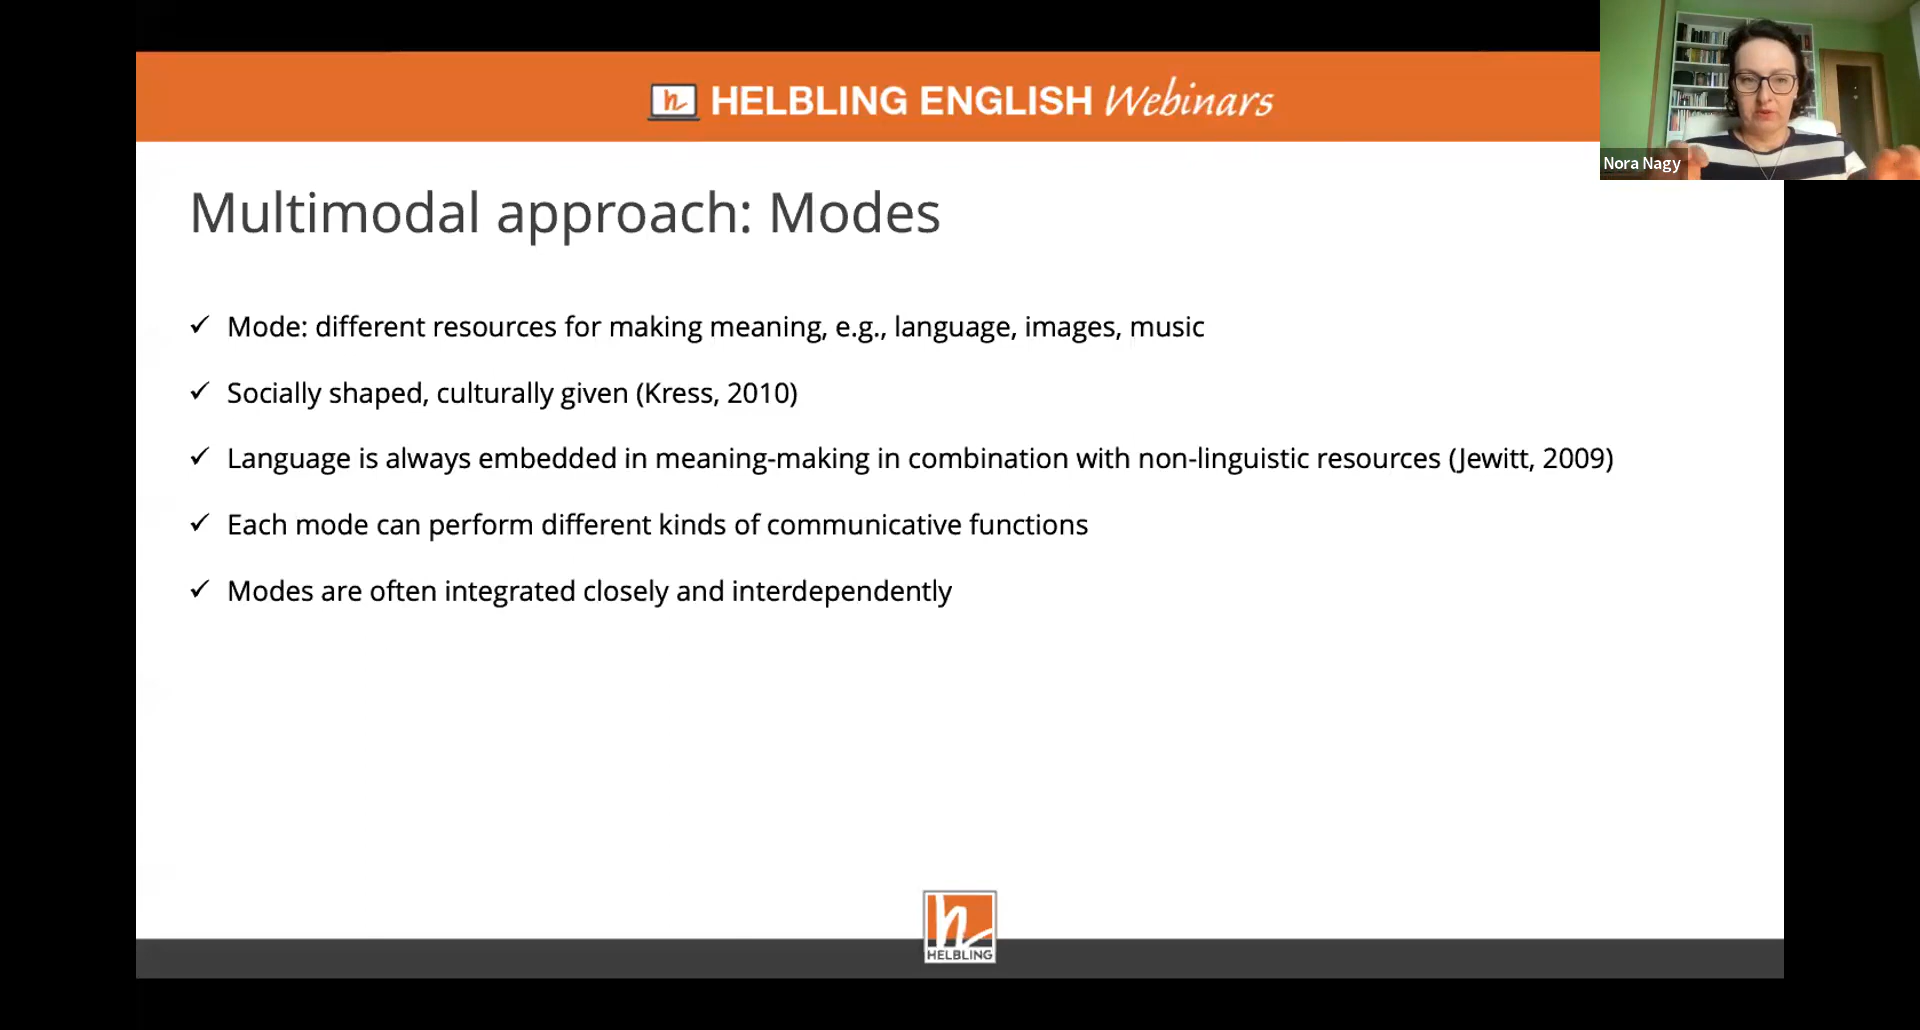 HELBLING ENGLISH Webinars
Nora Nagy
Multimodal approach: Modes
✓ Mode: different resources for making meaning, e.g., language, images, music
✓ Socially shaped, culturally given (Kress, 2010)
✓ Language is always embedded in meaning-making in combination with non-linguistic resources (Jewitt, 2009)
✓ Each mode can perform different kinds of communicative functions
✓ Modes are often integrated closely and interdependently
h
HELBLING